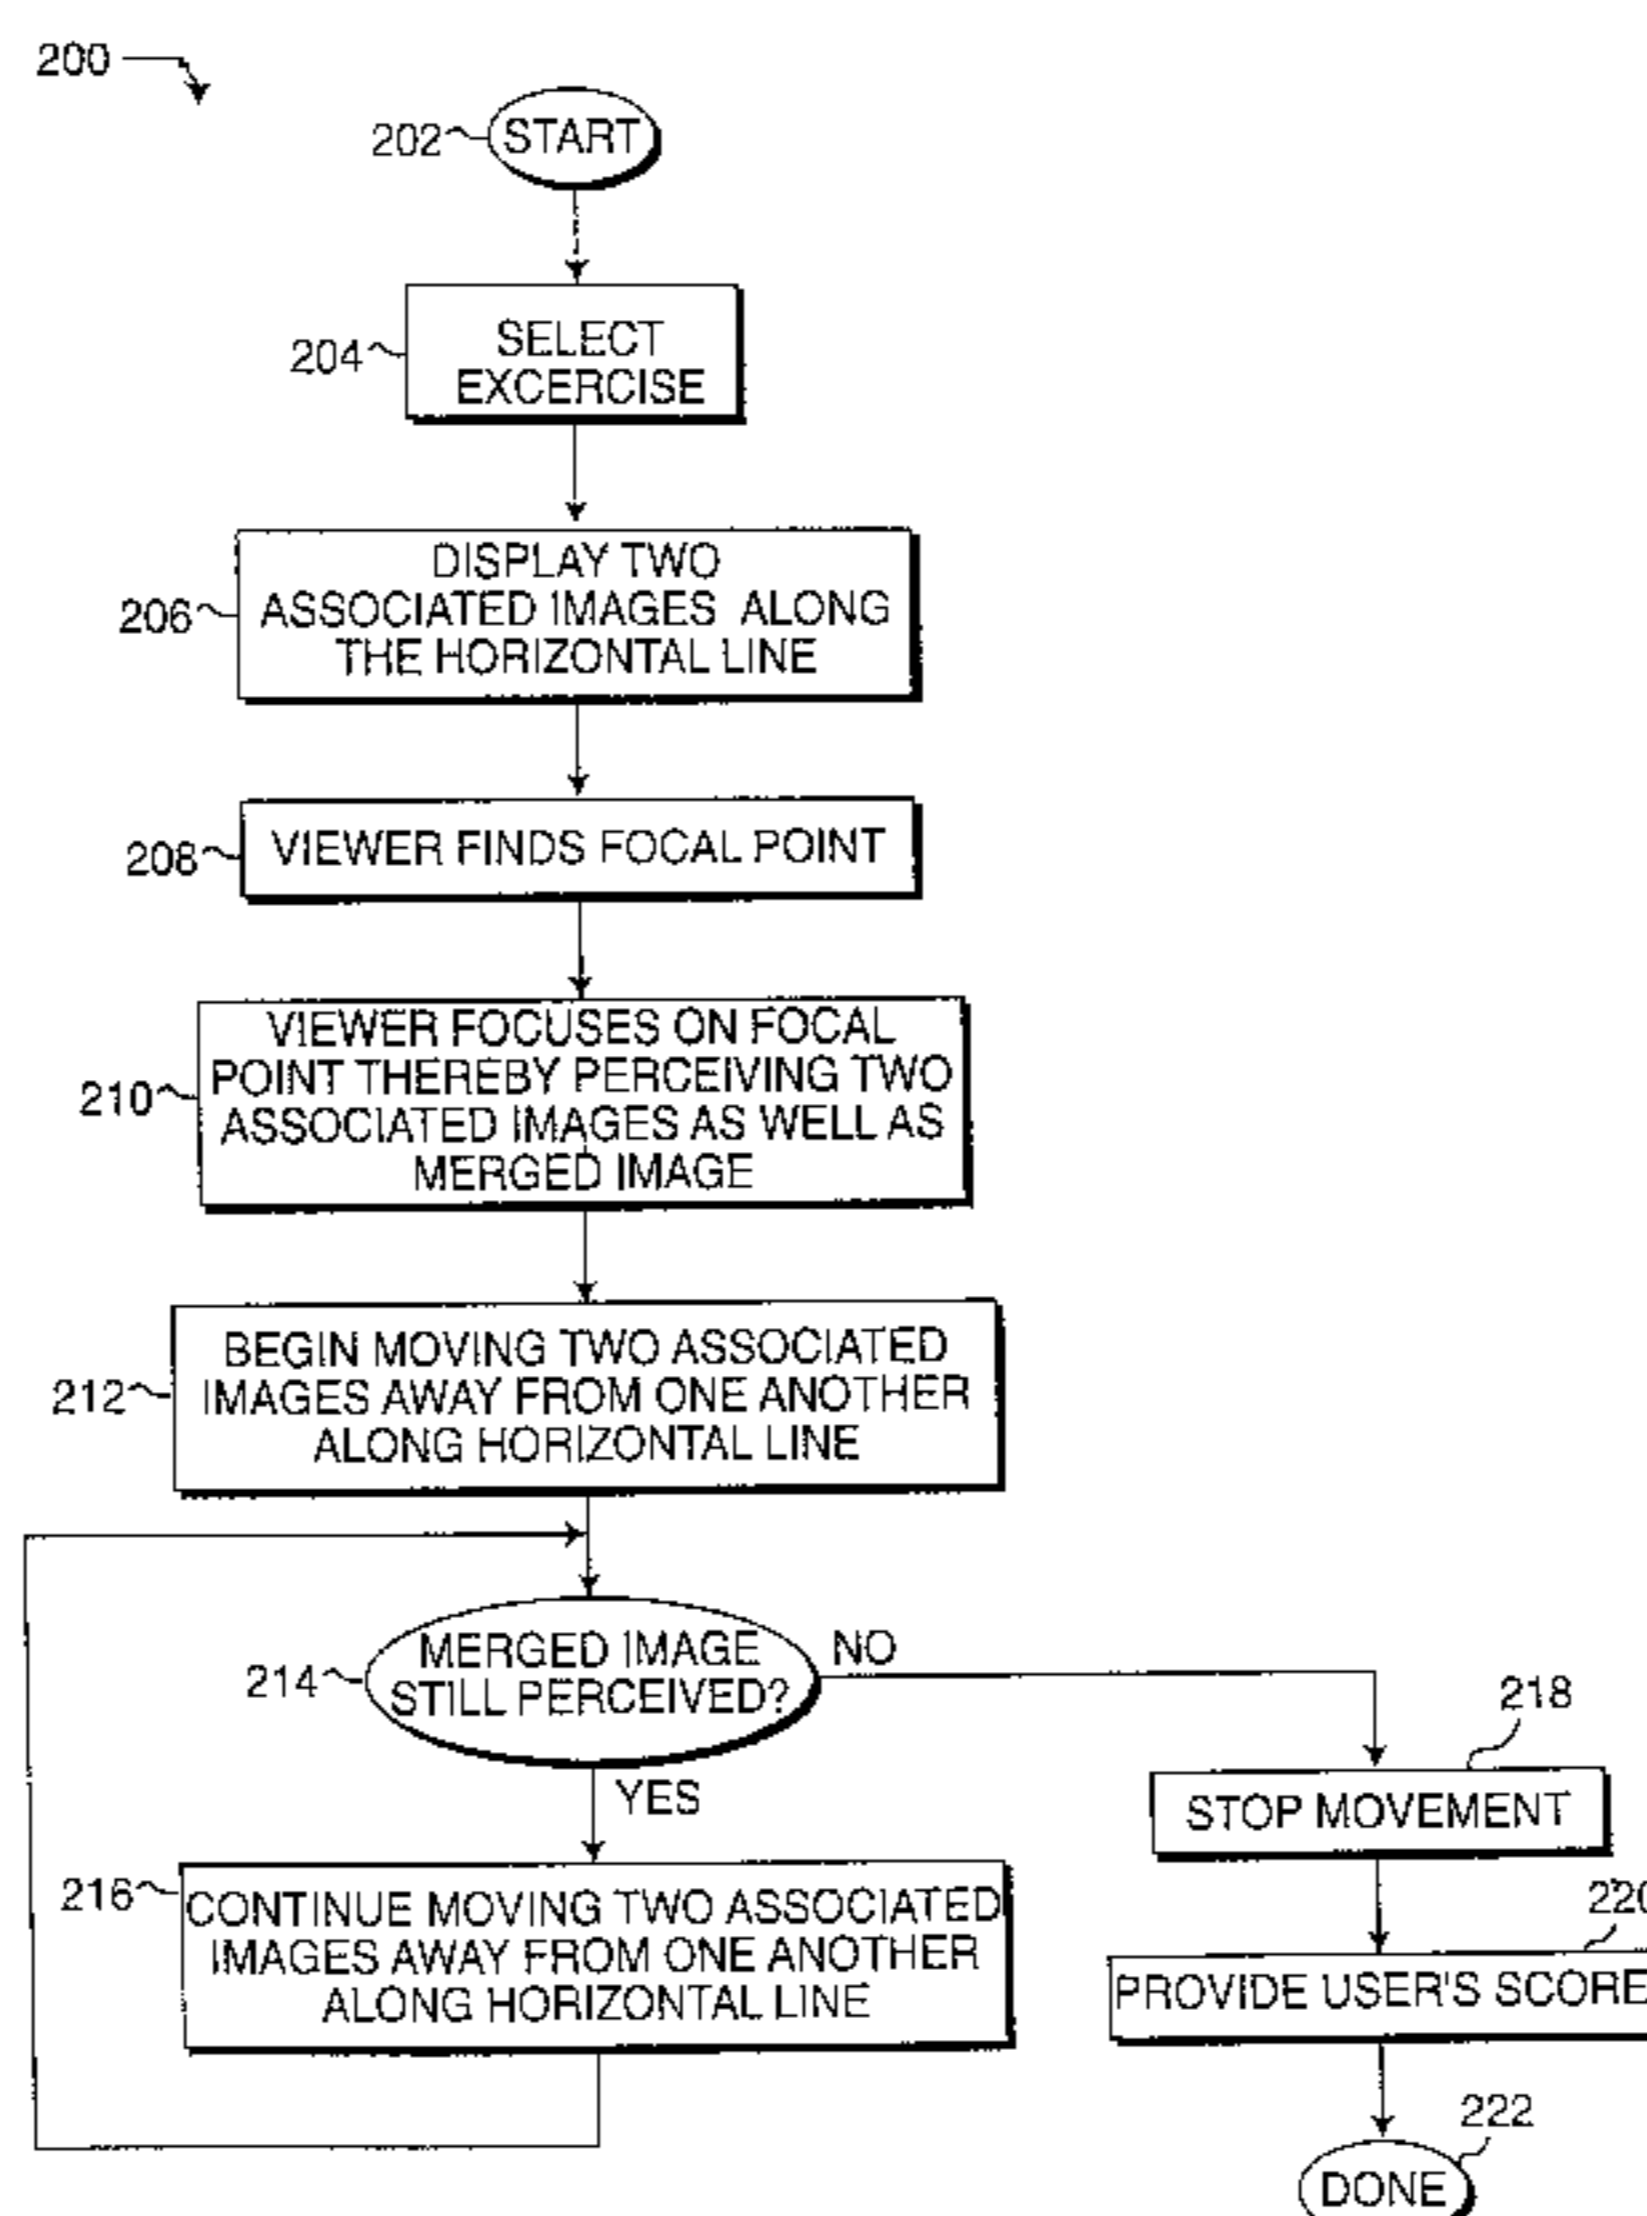 200
202
START
204
SELECT
EXCERCISE
206
DISPLAY TWO
ASSOCIATED IMAGES ALONG
THE HORIZONTAL LINE
208
VIEWER FINDS FOCAL POINT
210
VIEWER FOCUSES ON FOCAL
POINT THEREBY PERCEIVING TWO
ASSOCIATED IMAGES AS WELL AS
MERGED IMAGE
212
BEGIN MOVING TWO ASSOCIATED
IMAGES AWAY FROM ONE ANOTHER
ALONG HORIZONTAL LINE
214
MERGED IMAGE
STILL PERCEIVED?
NO
YES
216
CONTINUE MOVING TWO ASSOCIATED
IMAGES AWAY FROM ONE ANOTHER
ALONG HORIZONTAL LINE
218
STOP MOVEMENT
220
PROVIDE USER'S SCORE
222
DONE